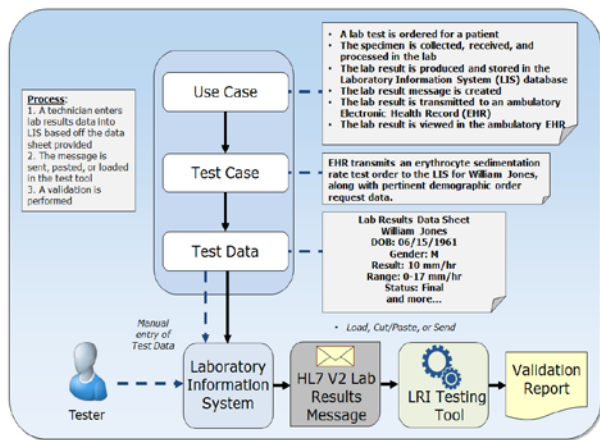 • A lab test is ordered for a patient
• The specimen is collected, received, and
processed in the lab
• The lab result is produced and stored in the
Laboratory Information System (LIS) database
• The lab result message is created
• The lab result is transmitted to an ambulatory
Electronic Health Record (EHR)
• The lab result is viewed in the ambulatory EHR
Use Case
Process:
1. A technician enters
lab results data into
LIS based off the data
sheet provided
2. The message is
sent, pasted, or loaded
in the test tool
3. A validation is
performed
Test Case
EHR transmits an erythrocyte sedimentation
rate test order to the LIS for William Jones,
along with pertinent demographic order
request data.
Test Data
Lab Results Data Sheet
William Jones
DOB: 06/15/1961
Gender: M
Result: 10 mm/hr
Range: 0-17 mm/hr
Status: Final
and more...
Manual
entry of
Test Data
• Load, Cut/Paste, or Send
Tester
Laboratory
Information
System
HL7 V2 Lab
Results
Message
LRI Testing
Tool
Validation
Report